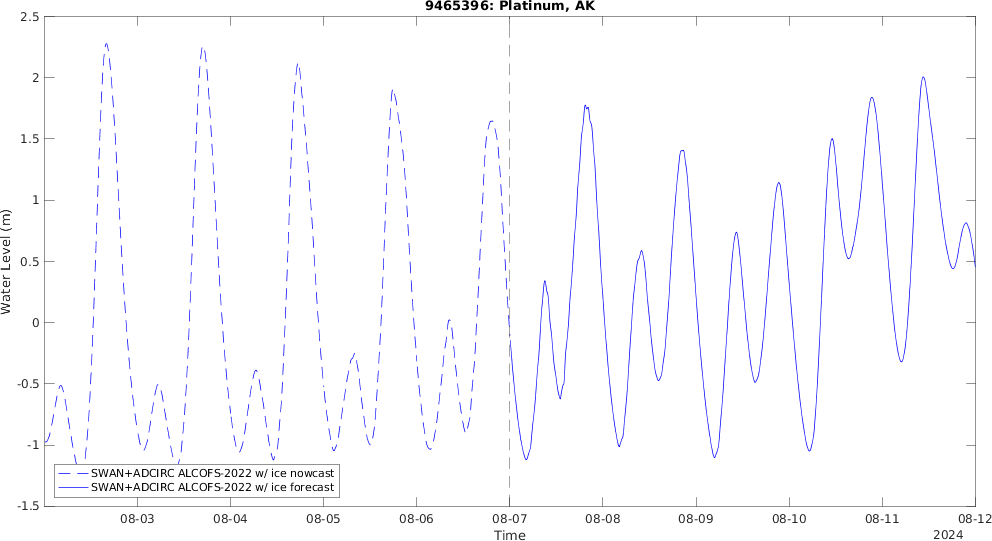 9465396: Platinum, AK
2.5
2
1.5
1
0.5
0
-0.5
-1
-1.5
Water Level (m)
SWAN+ADCIRC ALCOFS-2022 w/ ice nowcast
SWAN+ADCIRC ALCOFS-2022 w/ ice forecast
08-03 08-04 08-05 08-06 08-07 08-08 08-09 08-10 08-11 08-12
Time
2024